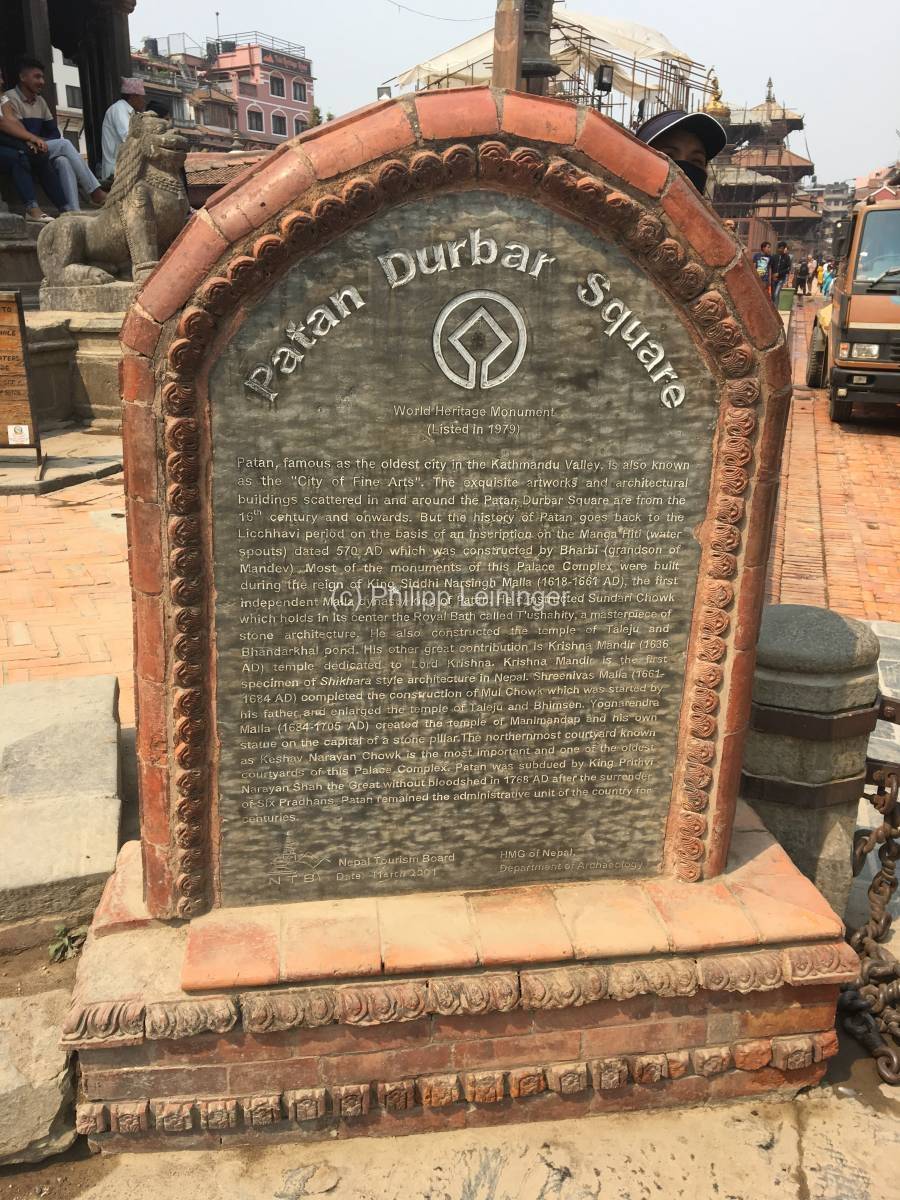 Patan Durbar Square
World Heritage Monument
(Listed in 1979)
Patan, famous as the oldest city in the Kathmandu Valley, is also known
as the "City of Fine Arts". The exquisite artworks and architectural
buildings scattered in and around the Patan Durbar Square are from the
16th century and onwards. But the history of Patan goes back to the
Licchhavi period on the basis of an inscription on the Manga Hiti (water
spouts) dated 570 AD which was constructed by Bharbi (grandson of
Mandev). Most of the monuments of this Palace Complex were built
during the reign of King Siddhi Narsingh Malla (1618-1661 AD), the first
independent Malla dynasty king of Patan. He constructed Sundari Chowk
(c) Philipp Leininger
which holds in its center the Royal Bath called Tushahity, a masterpiece of
stone architecture. He also constructed the temple of Taleju and
Bhandarkhal pond. His other great contribution is Krishna Mandir (1636
AD) temple dedicated to Lord Krishna. Krishna Mandir is the first
specimen of Shikhara style architecture in Nepal. Shreenivas Malla (1661-
1684 AD) completed the construction of Mul Chowk which was started by
his father and enlarged the temple of Taleju and Bhimsen. Yognarendra
Malla (1684-1705 AD) created the temple of Manimandap and his own
statue on the capital of a stone pillar.The northernmost courtyard known
as Keshav Narayan Chowk is the most important and one of the oldest
courtyards of this Palace Complex. Patan was subdued by King Prithvi
Narayan Shah the Great without bloodshed in 1768 AD after the surrender
of Six Pradhans. Patan remained the administrative unit of the country for
centuries.
NTB
Nepal Tourism Board
Date: March 2001
HMG of Nepal,
Department of Archaeology